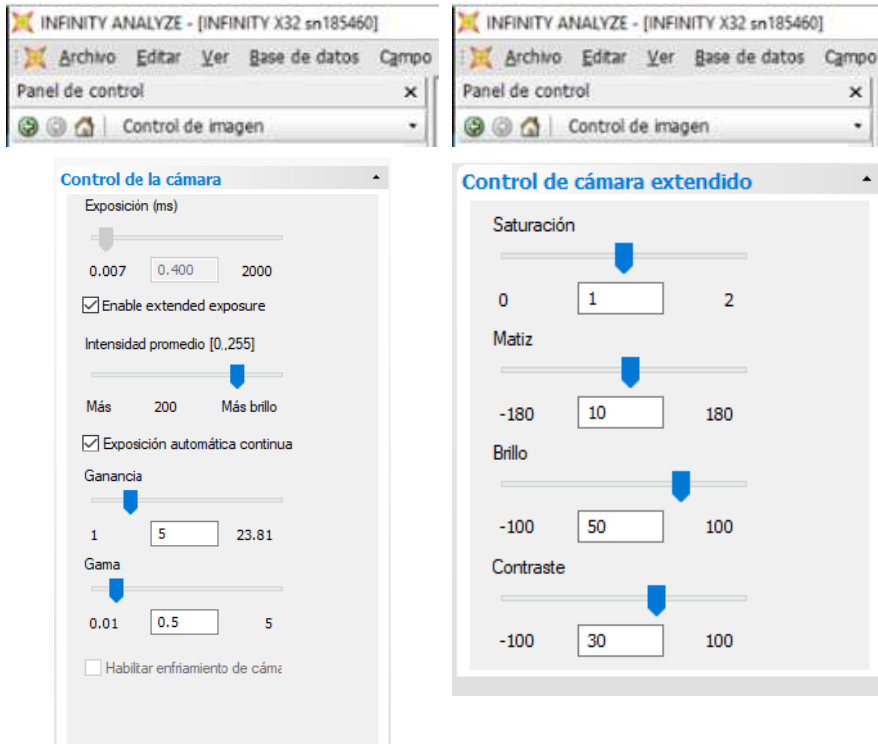 INFINITY ANALYZE - [INFINITY X32 sn185460]
Archivo Editar Ver Base de datos Campo
Panel de control
Control de imagen
Control de la cámara
Exposición (ms)
0.007 0.400 2000
Enable extended exposure
Intensidad promedio [0,,255]
Más 200 Más brillo
Exposición automática continua
Ganancia
1 5 23.81
Gama
0.01 0.5 5
Habilitar enfriamiento de cáma
INFINITY ANALYZE - [INFINITY X32 sn185460]
Archivo Editar Ver Base de datos Campo
Panel de control
Control de imagen
Control de cámara extendido
Saturación
0 1 2
Matiz
-180 10 180
Brillo
-100 50 100
Contraste
-100 30 100